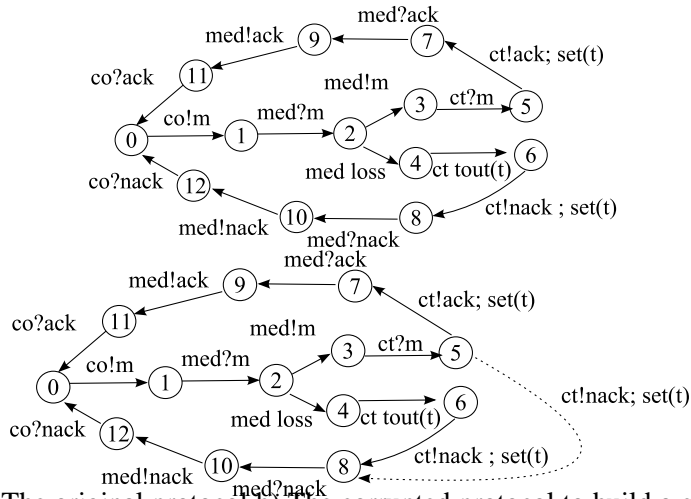 med?ack
med!ack 9 7
ct!ack; set(t)
co?ack 11
med!m
3 ct?m 5
co!m med?m
0 1 2
med loss 4 ct tout(t) 6
co?nack 12
ct!nack ; set(t)
med!nack 10 8
med?nack
med?ack
med!ack 9 7
ct!ack; set(t)
co?ack 11
med!m
3 ct?m 5
co!m med?m
0 1 2
ct!nack; set(t)
med loss 4 ct tout(t) 6
co?nack 12
ct!nack ; set(t)
med!nack 10 8
med?nack